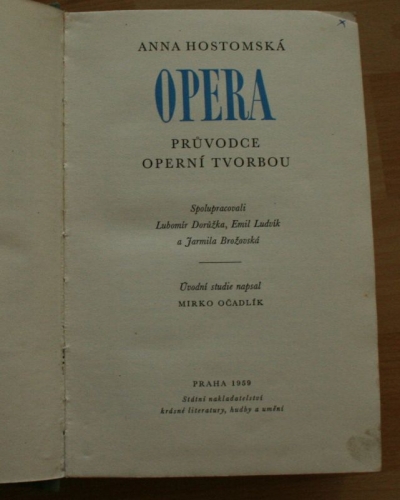 ANNA HOSTOMSKÁ
OPERA
PRŮVODCE
OPERNÍ TVORBOU
Spolupracovali
Lubomír Dorůžka, Emil Ludvík
a Jarmila Brožovská
Úvodní studie napsal
MIRKO OČADLÍK
PRAHA 1959
Státní nakladatelství
krásné literatury, hudby a umění